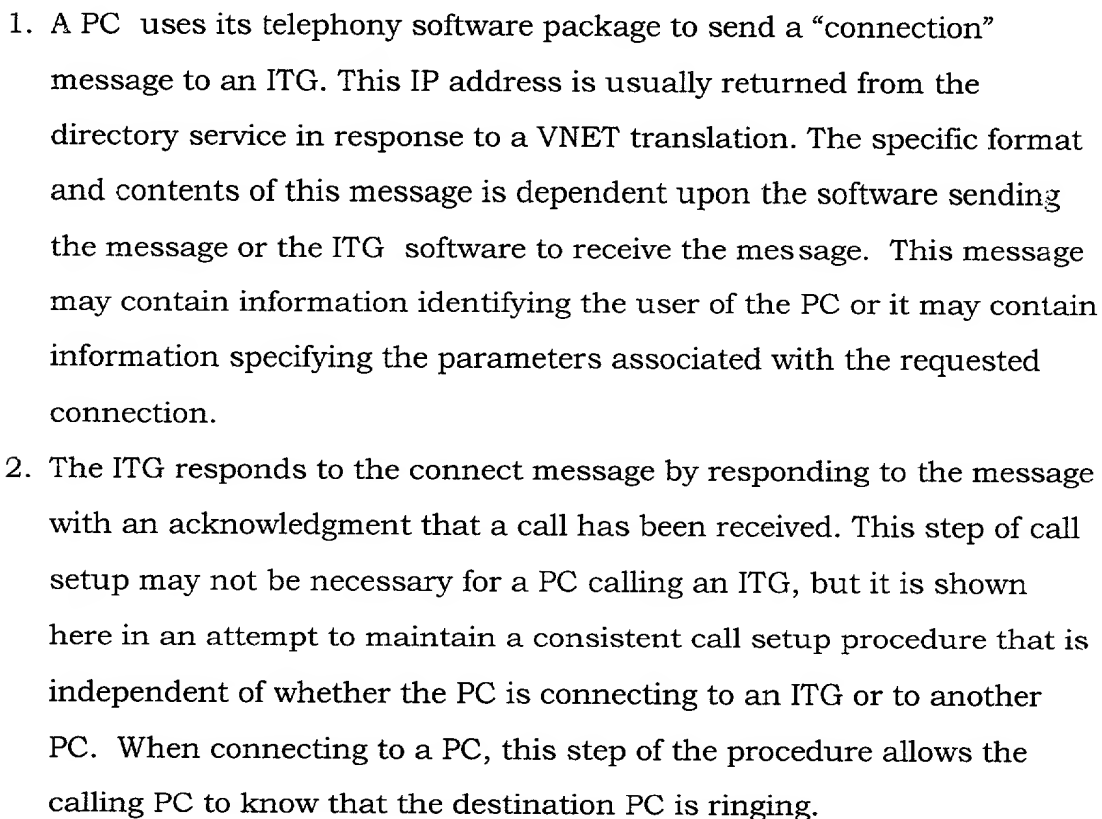 1. A PC uses its telephony software package to send a “connection”
message to an ITG. This IP address is usually returned from the
directory service in response to a VNET translation. The specific format
and contents of this message is dependent upon the software sending
the message or the ITG software to receive the message. This message
may contain information identifying the user of the PC or it may contain
information specifying the parameters associated with the requested
connection.
2. The ITG responds to the connect message by responding to the message
with an acknowledgment that a call has been received. This step of call
setup may not be necessary for a PC calling an ITG, but it is shown
here in an attempt to maintain a consistent call setup procedure that is
independent of whether the PC is connecting to an ITG or to another
PC. When connecting to a PC, this step of the procedure allows the
calling PC to know that the destination PC is ringing.